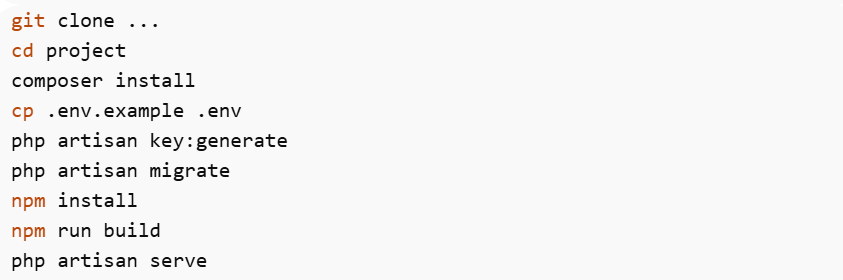 git clone ...
cd project
composer install
cp .env.example .env
php artisan key:generate
php artisan migrate
npm install
npm run build
php artisan serve